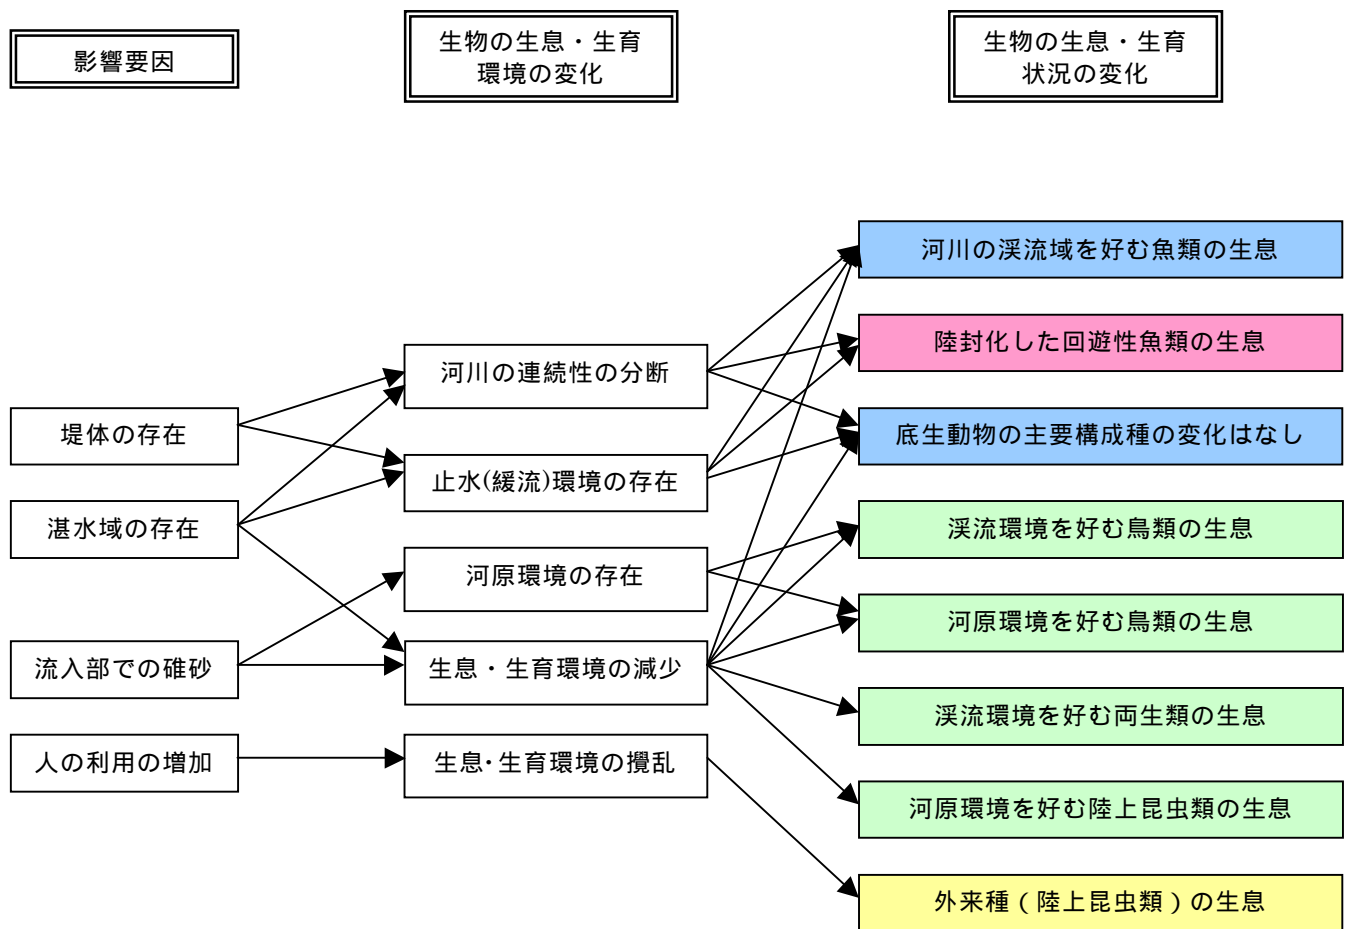 影響要因
生物の生息・生育
環境の変化
生物の生息・生育
状況の変化
河川の渓流域を好む魚類の生息
陸封化した回遊性魚類の生息
河川の連続性の分断
堤体の存在
底生動物の主要構成種の変化はなし
止水(緩流)環境の存在
湛水域の存在
渓流環境を好む鳥類の生息
河原環境の存在
河原環境を好む鳥類の生息
流入部での碓砂
生息・生育環境の減少
渓流環境を好む両生類の生息
人の利用の増加
生息・生育環境の攪乱
河原環境を好む陸上昆虫類の生息
外来種(陸上昆虫類)の生息